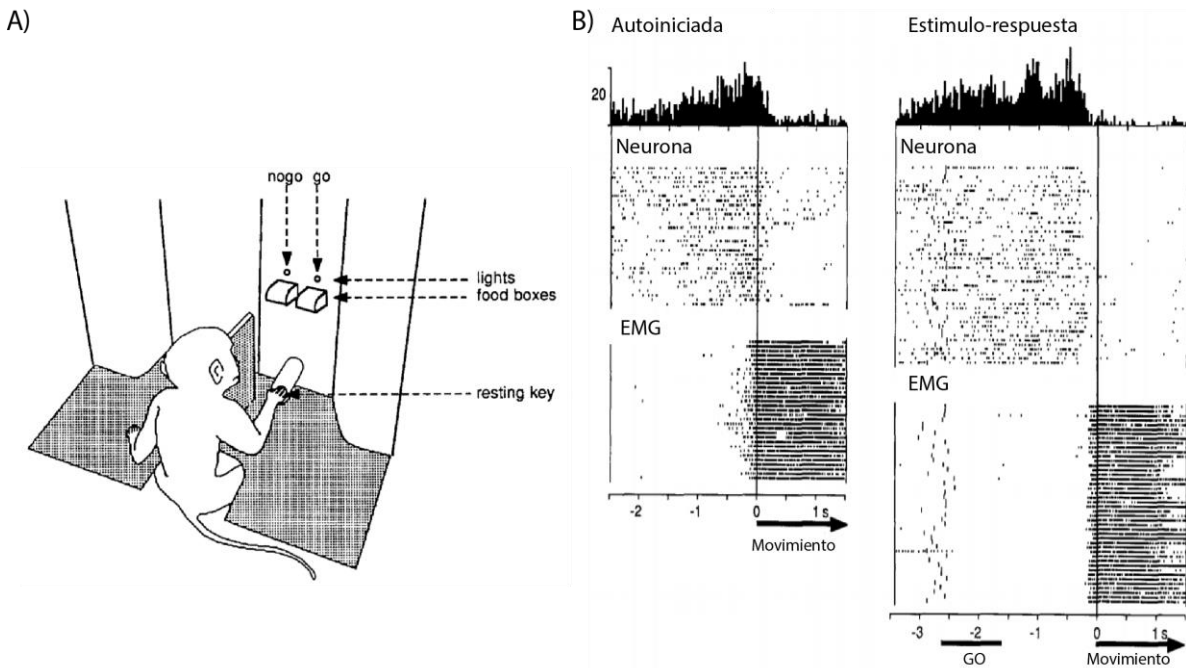 A)
nogo go
lights
food boxes
resting key
B)
Autoiniciada
20
Neurona
EMG
-2 -1 0 1 s
Movimiento
Estimulo-respuesta
Neurona
EMG
-3 -2 -1 0 1 s
GO Movimiento